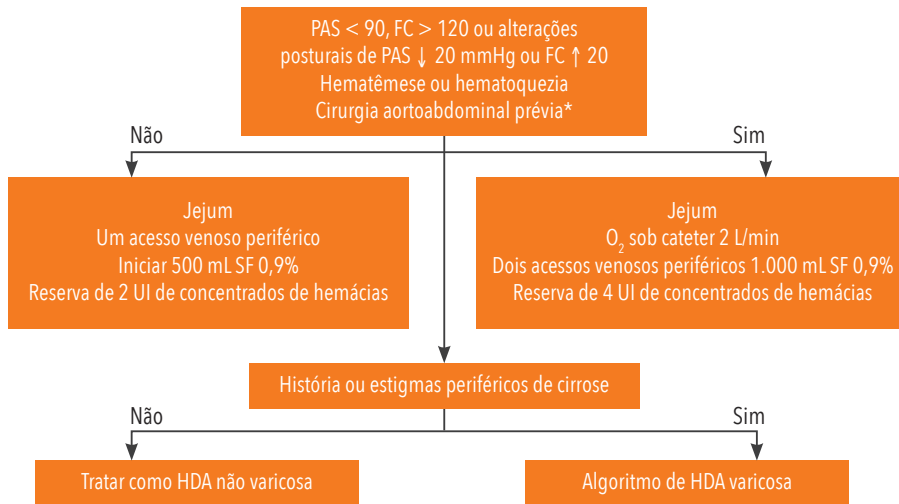 PAS < 90, FC > 120 ou alterações
posturais de PAS ↓ 20 mmHg ou FC ↑ 20
Hematêmese ou hematoquezia
Cirurgia aortoabdominal prévia*
Não
Sim
Jejum
Um acesso venoso periférico
Iniciar 500 mL SF 0,9%
Reserva de 2 UI de concentrados de hemácias
Jejum
O₂ sob cateter 2 L/min
Dois acessos venosos periféricos 1.000 mL SF 0,9%
Reserva de 4 UI de concentrados de hemácias
História ou estigmas periféricos de cirrose
Não
Sim
Tratar como HDA não varicosa
Algoritmo de HDA varicosa